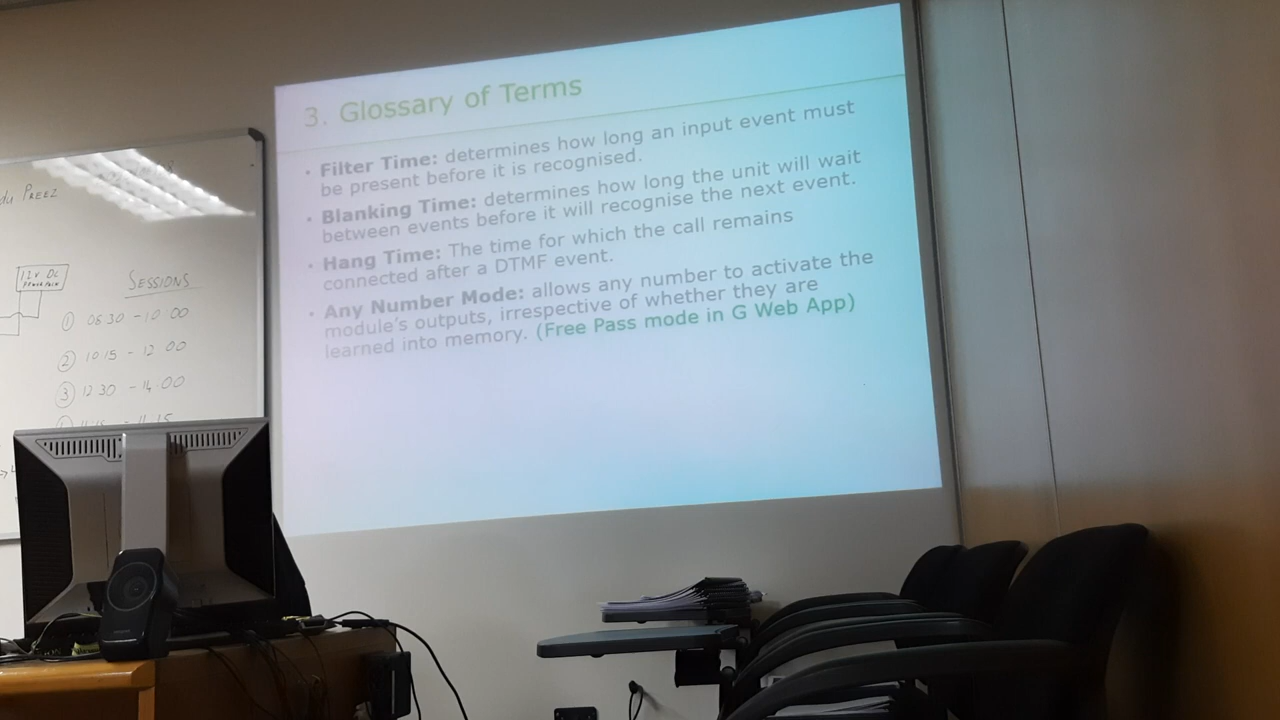 3. Glossary of Terms
• Filter Time: determines how long an input event must
be present before it is recognised.
• Blanking Time: determines how long the unit will wait
between events before it will recognise the next event.
• Hang Time: The time for which the call remains
connected after a DTMF event.
• Any Number Mode: allows any number to activate the
module's outputs, irrespective of whether they are
learned into memory. (Free Pass mode in G Web App)
du PREEZ
12V DC
POWER PACK
SESSIONS
① 08 30 - 10 00
② 10 15 - 12 00
③ 12 30 - 14 00